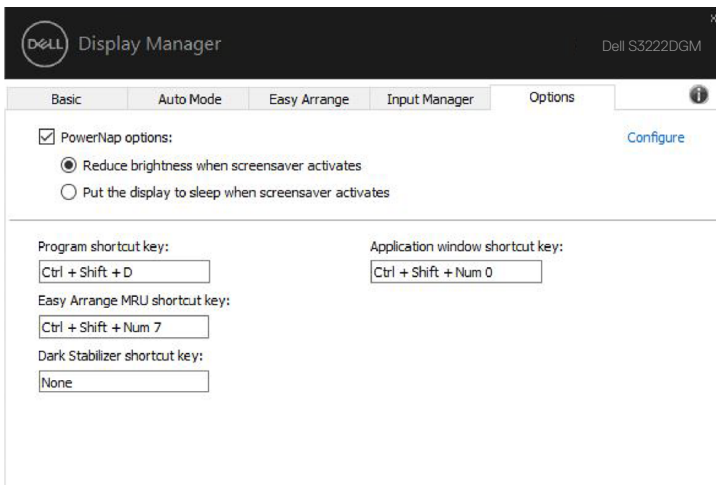 DELL Display Manager
Dell S3222DGM
Basic Auto Mode Easy Arrange Input Manager Options
PowerNap options: Configure
Reduce brightness when screensaver activates
Put the display to sleep when screensaver activates
Program shortcut key: Application window shortcut key:
Ctrl + Shift + D Ctrl + Shift + Num 0
Easy Arrange MRU shortcut key:
Ctrl + Shift + Num 7
Dark Stabilizer shortcut key:
None